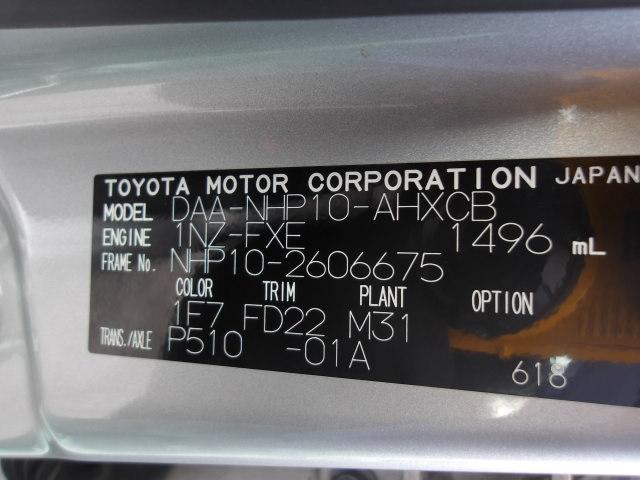 TOYOTA MOTOR CORPORATION JAPAN
MODEL DAA-NHP10-AHXCB
ENGINE 1NZ-FXE 1496 mL
FRAME No. NHP10-2606675
COLOR TRIM PLANT OPTION
1F7 FD22 M31
TRANS./AXLE P510 -01A
618